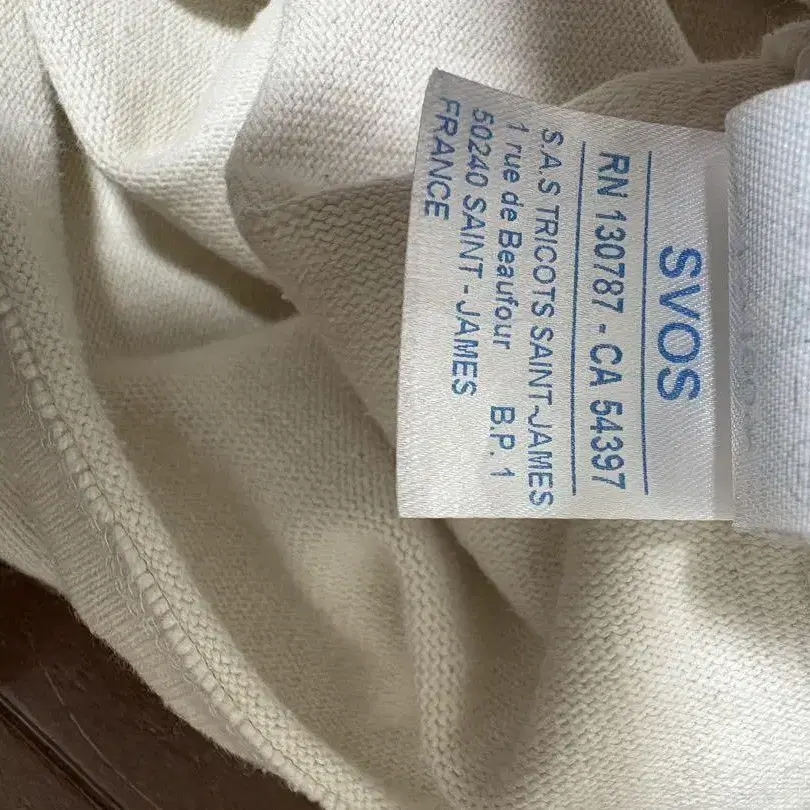 SVOS
RN 130787 - CA 54397
S.A.S TRICOTS SAINT-JAMES
1 rue de Beaufour B.P. 1
50240 SAINT - JAMES
FRANCE